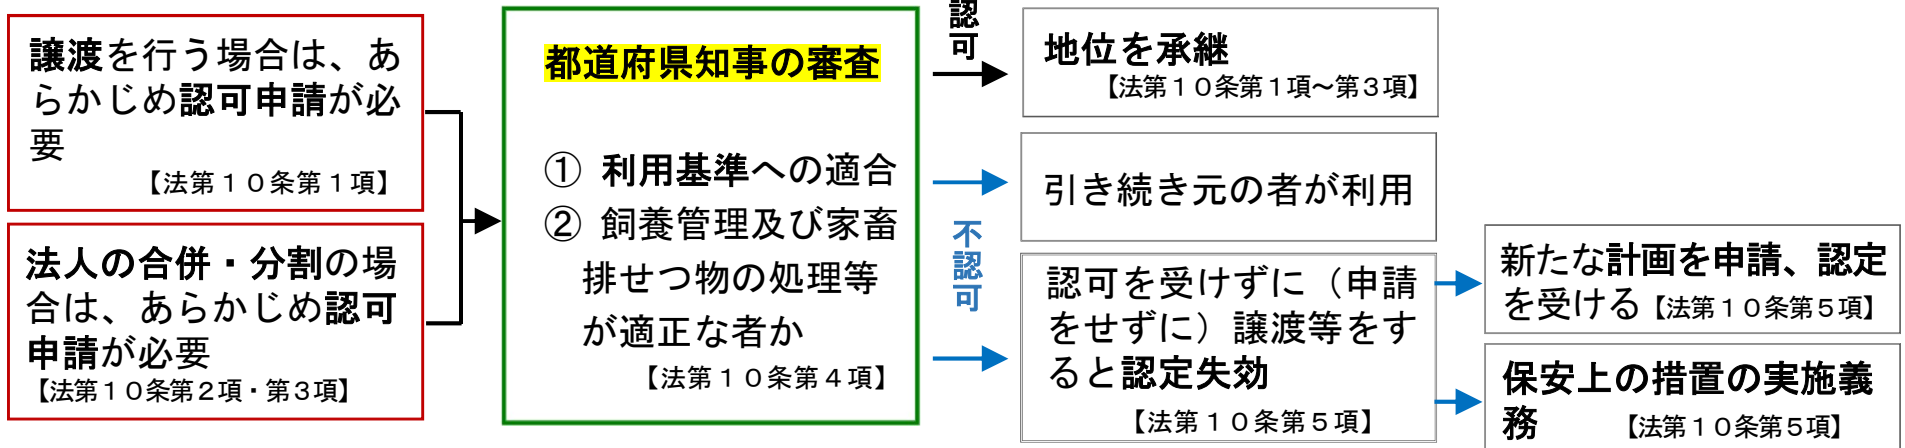 譲渡を行う場合は、あ
らかじめ認可申請が必
要
【法第１０条第１項】
法人の合併・分割の場
合は、あらかじめ認可
申請が必要
【法第１０条第２項・第３項】
都道府県知事の審査
① 利用基準への適合
② 飼養管理及び家畜
排せつ物の処理等
が適正な者か
【法第１０条第４項】
認可
地位を承継
【法第１０条第１項～第３項】
引き続き元の者が利用
不認可
認可を受けずに（申請
をせずに）譲渡等をす
ると認定失効
【法第１０条第５項】
新たな計画を申請、認定
を受ける【法第１０条第５項】
保安上の措置の実施義
務 【法第１０条第５項】